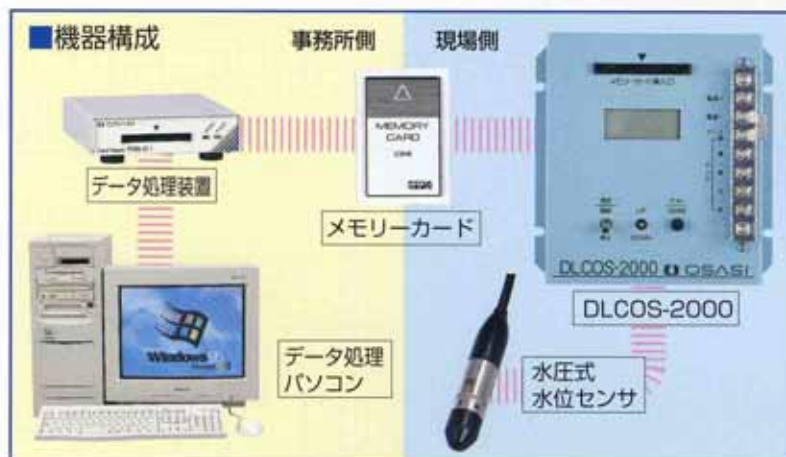 ■機器構成
事務所側
現場側
データ処理装置
MEMORY
CARD
メモリーカード
DLCOS-2000 OSASI
DLCOS-2000
Windows
データ処理
パソコン
水圧式
水位センサ